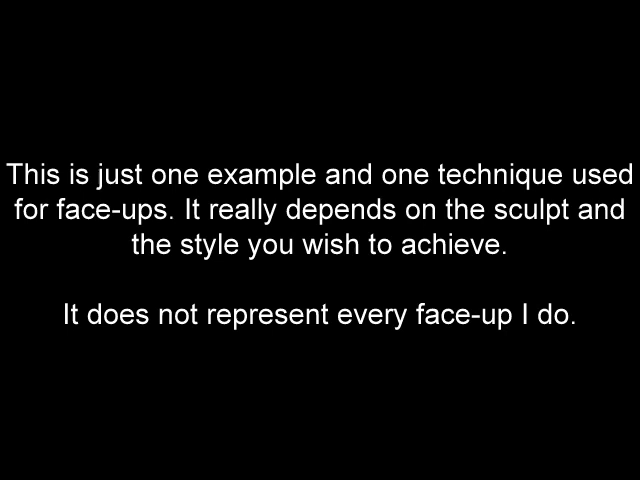 This is just one example and one technique used
for face-ups. It really depends on the sculpt and
the style you wish to achieve.
It does not represent every face-up I do.